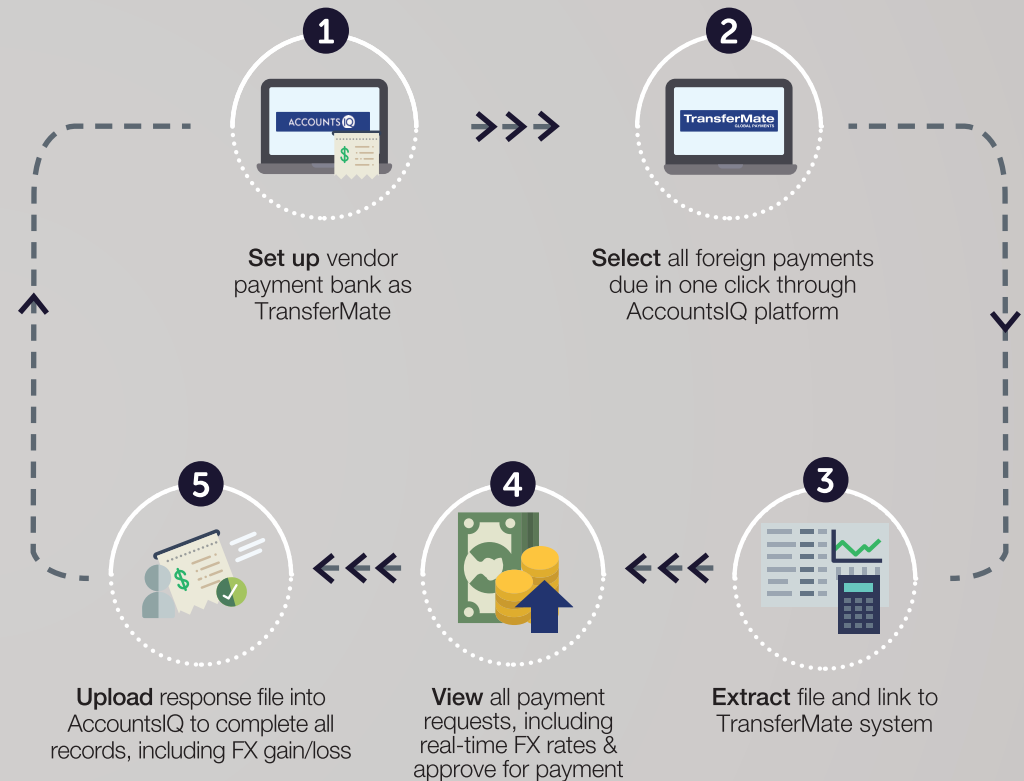 1
ACCOUNTS IQ
Set up vendor
payment bank as
TransferMate
2
TransferMate
GLOBAL PAYMENTS
Select all foreign payments
due in one click through
AccountsIQ platform
3
Extract file and link to
TransferMate system
4
View all payment
requests, including
real-time FX rates &
approve for payment
5
$
Upload response file into
AccountsIQ to complete all
records, including FX gain/loss
$